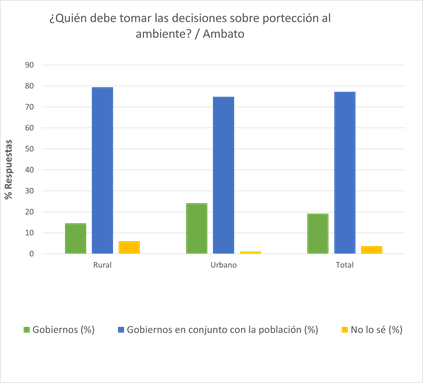 ¿Quién debe tomar las decisiones sobre portección al
ambiente? / Ambato
90
80
70
60
50
40
30
20
10
0
% Respuestas
Rural
Urbano
Total
Gobiernos (%)
Gobiernos en conjunto con la población (%)
No lo sé (%)